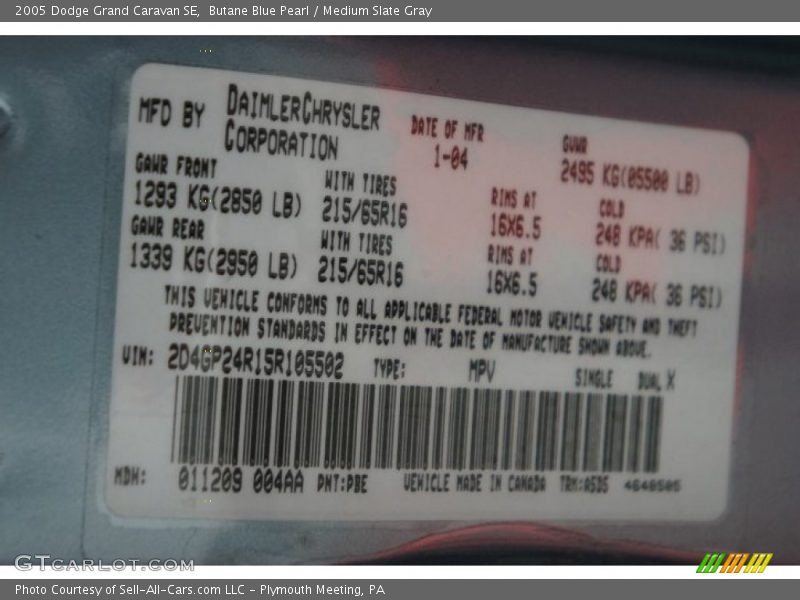 2005 Dodge Grand Caravan SE,  Butane Blue Pearl / Medium Slate Gray
MFD BY DAIMLERCHRYSLER CORPORATION
DATE OF MFR 1-04
GVWR 2495 KG(05500 LB)
GAWR FRONT 1293 KG(2850 LB)
WITH TIRES 215/65R16
RIMS AT 16X6.5
COLD 248 KPA( 36 PSI)
GAWR REAR 1339 KG(2950 LB)
WITH TIRES 215/65R16
RIMS AT 16X6.5
COLD 248 KPA( 36 PSI)
THIS VEHICLE CONFORMS TO ALL APPLICABLE FEDERAL MOTOR VEHICLE SAFETY AND THEFT
PREVENTION STANDARDS IN EFFECT ON THE DATE OF MANUFACTURE SHOWN ABOVE.
VIN: 2D4GP24R15R105502 TYPE: MPV SINGLE DUAL X
MDH: 011209 004AA PNT:PBE VEHICLE MADE IN CANADA TRM:A5D5 4648505
GTCARLOT.COM
Photo Courtesy of Sell-All-Cars.com LLC - Plymouth Meeting, PA